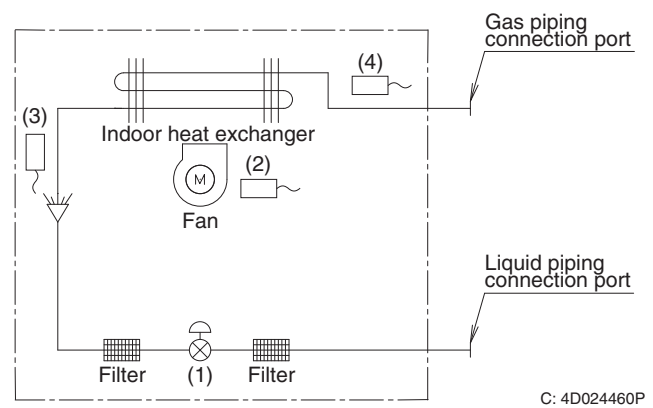 Gas piping
connection port
(4)
(3)
Indoor heat exchanger
(2)
M
Fan
Liquid piping
connection port
Filter
(1)
Filter
C: 4D024460P